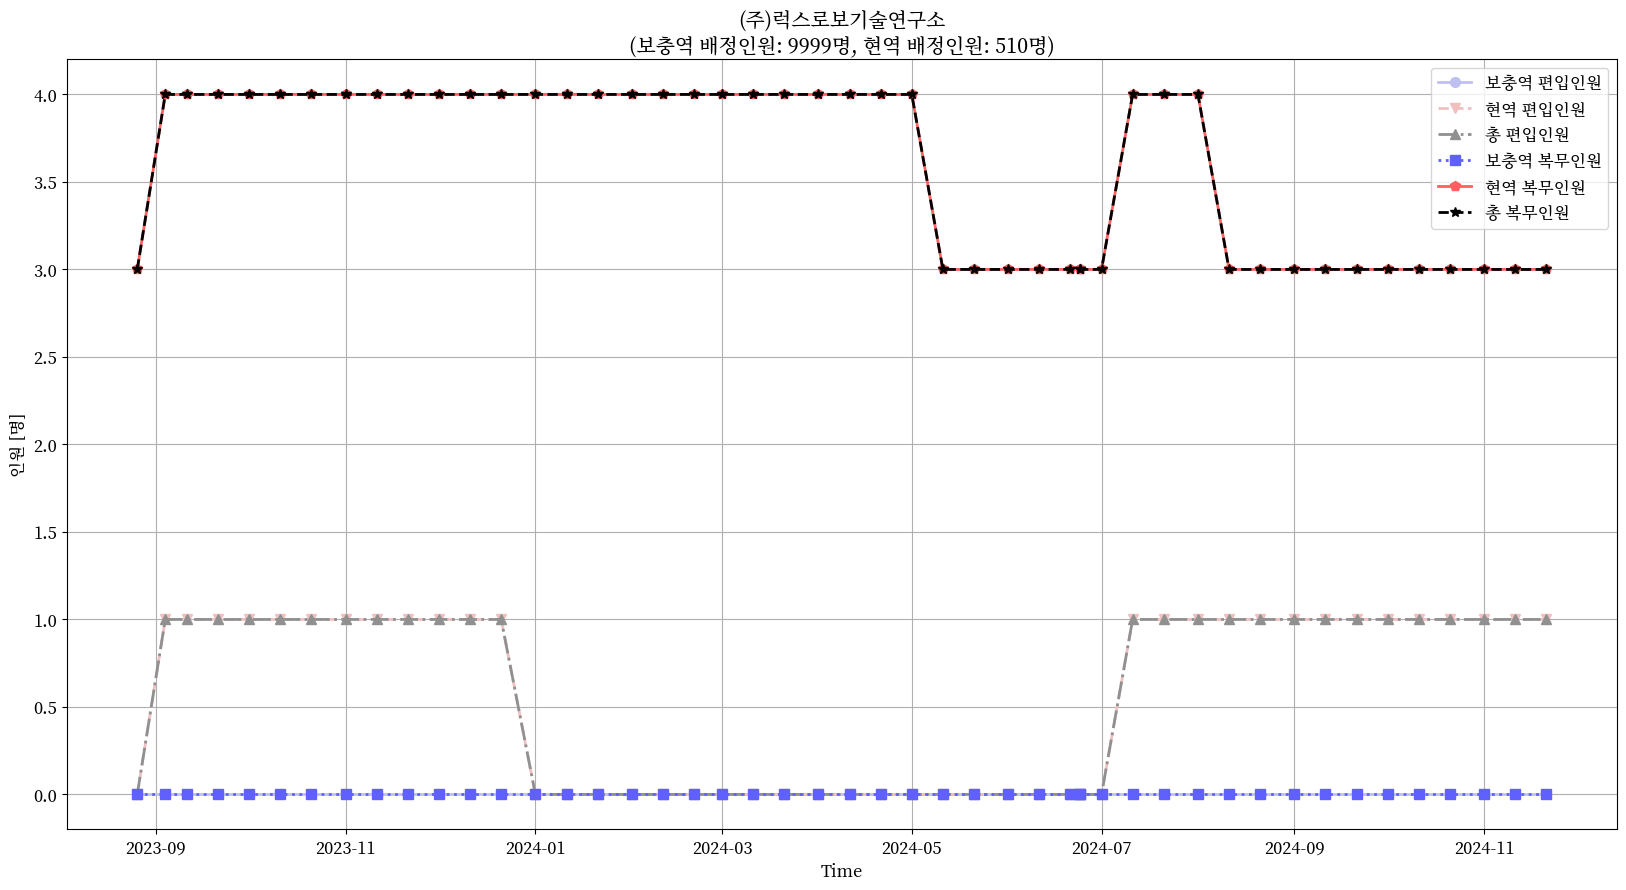 (주)럭스로보기술연구소
(보충역 배정인원: 9999명, 현역 배정인원: 510명)
4.0
3.5
3.0
2.5
2.0
1.5
1.0
0.5
0.0
인원 [명]
보충역 편입인원
현역 편입인원
총 편입인원
보충역 복무인원
현역 복무인원
총 복무인원
2023-09
2023-11
2024-01
2024-03
2024-05
2024-07
2024-09
2024-11
Time